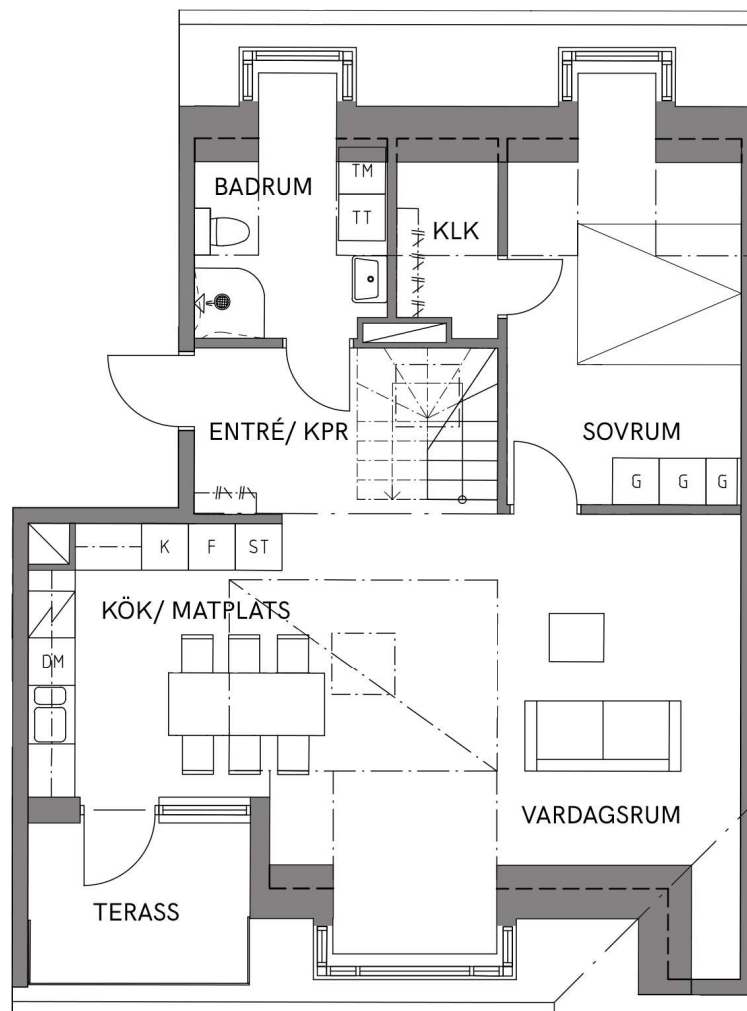 TM
BADRUM
TT
KLK
ENTRÉ/ KPR
SOVRUM
G G G
K F ST
KÖK/ MATPLATS
DM
VARDAGSRUM
TERASS